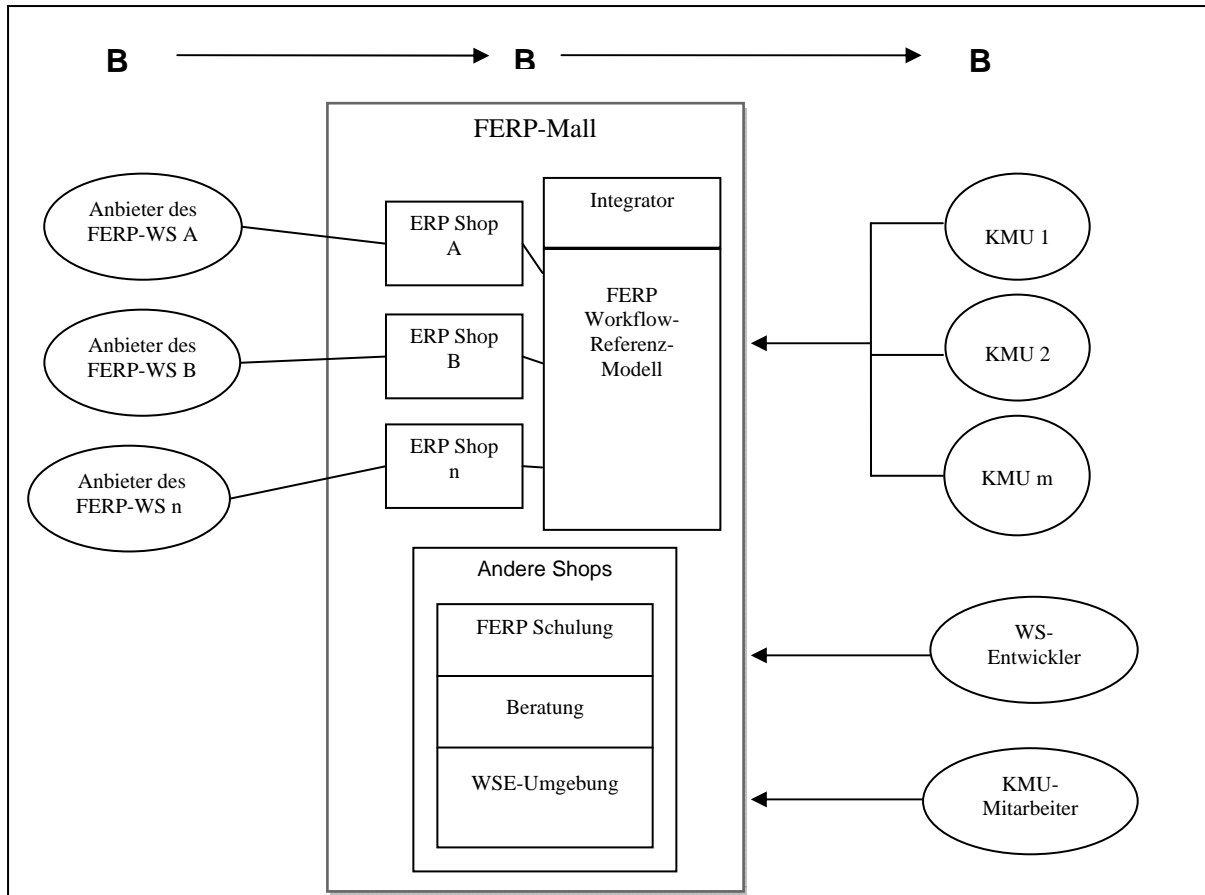 B
B
B
FERP-Mall
Anbieter des
FERP-WS A
Anbieter des
FERP-WS B
Anbieter des
FERP-WS n
ERP Shop
A
ERP Shop
B
ERP Shop
n
Integrator
FERP
Workflow-
Referenz-
Modell
KMU 1
KMU 2
KMU m
Andere Shops
FERP Schulung
Beratung
WSE-Umgebung
WS-
Entwickler
KMU-
Mitarbeiter